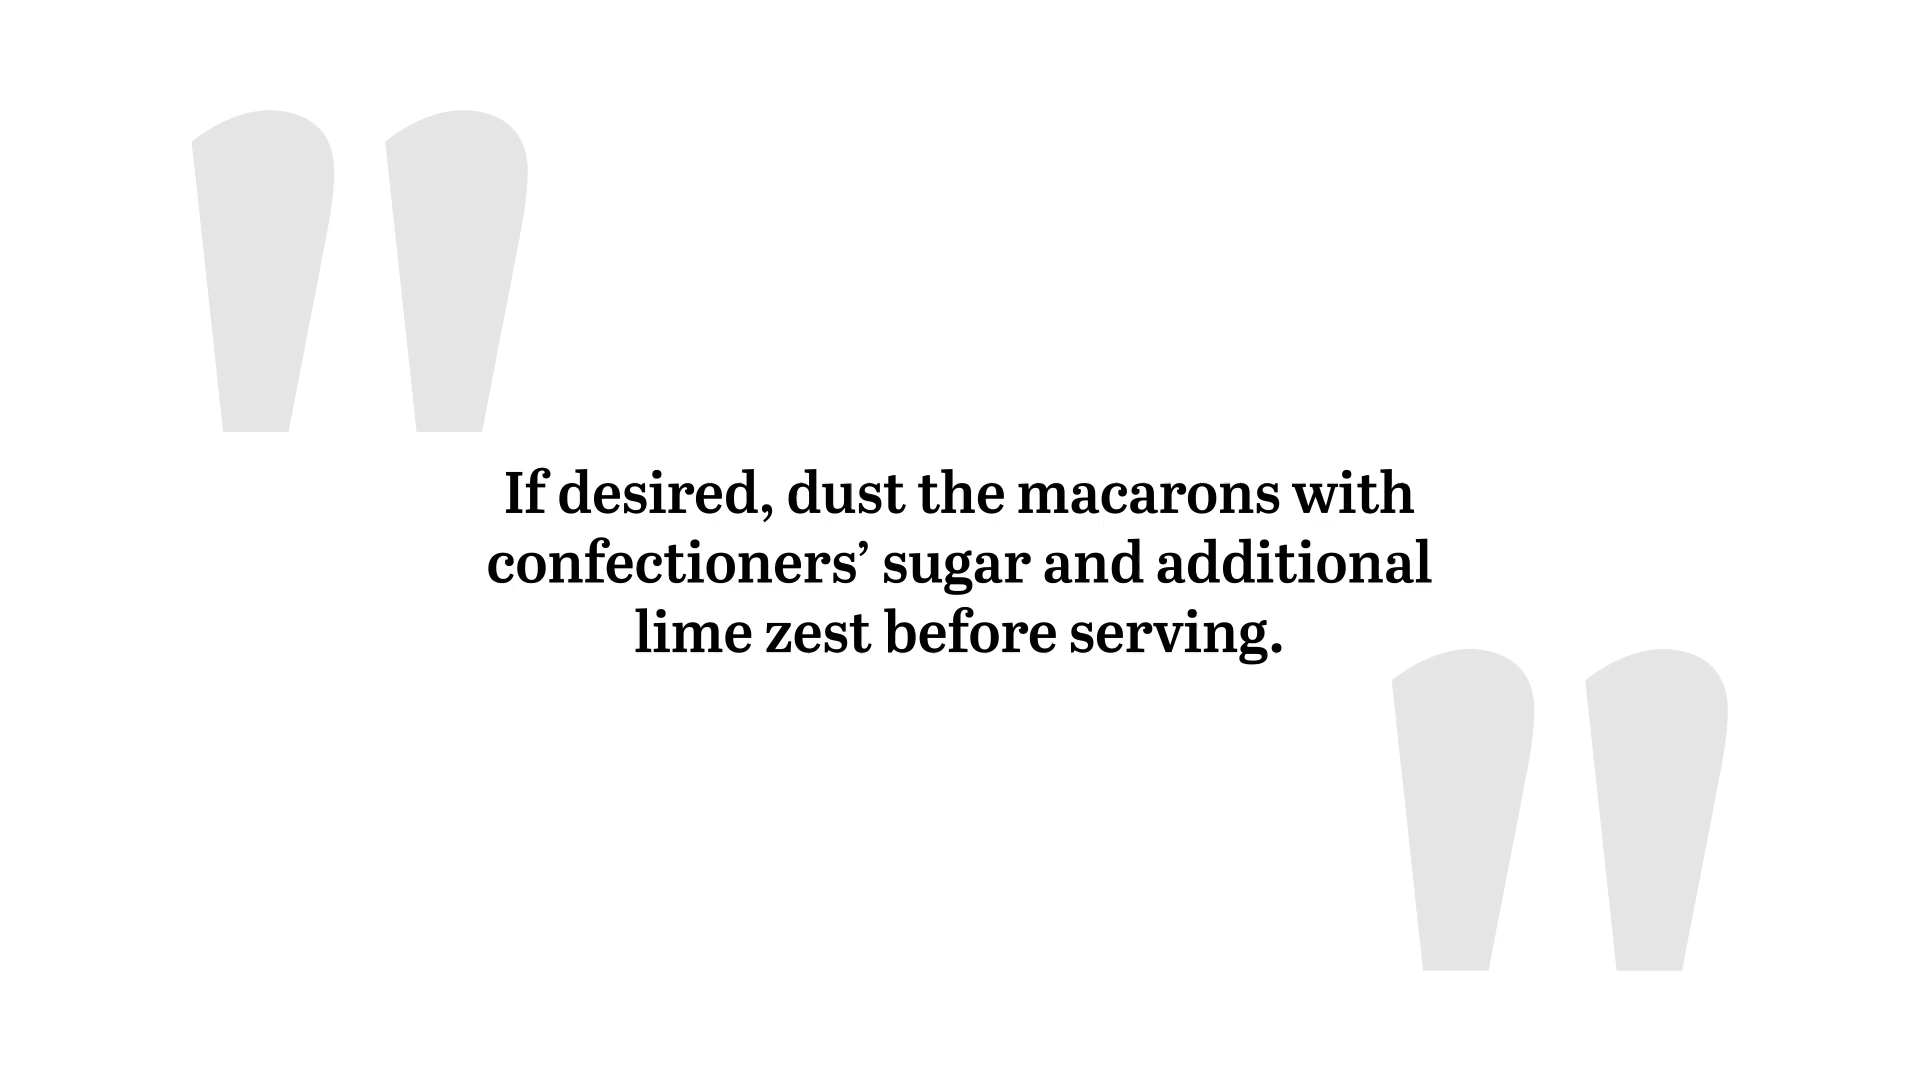 If desired, dust the macarons with
confectioners’ sugar and additional
lime zest before serving.